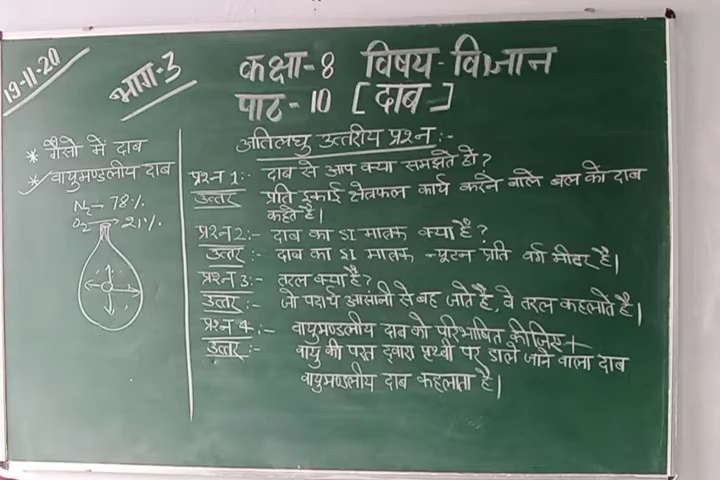 19-11-20
भाग-3
कक्षा-8 विषय-विज्ञान
पाठ-10 [दाब]
* गैसों में दाब
* वायुमण्डलीय दाब
N₂ → 78%
O₂ → 21%
अतिलघु उत्तरीय प्रश्न:-
प्रश्न 1:- दाब से आप क्या समझते हो?
उत्तर प्रति इकाई क्षेत्रफल कार्य करने वाले बल को दाब
कहते है।
प्रश्न 2:- दाब का SI मात्रक क्या है?
उत्तर:- दाब का SI मात्रक न्यूटन प्रति वर्ग मीटर है।
प्रश्न 3:- तरल क्या है?
उत्तर:- जो पदार्थ आसानी से बह जाते है, वे तरल कहलाते है।
प्रश्न 4:- वायुमण्डलीय दाब को परिभाषित कीजिए
उत्तर:- वायु की परत द्वारा पृथ्वी पर डाले जाने वाला दाब
वायुमण्डलीय दाब कहलाता है।